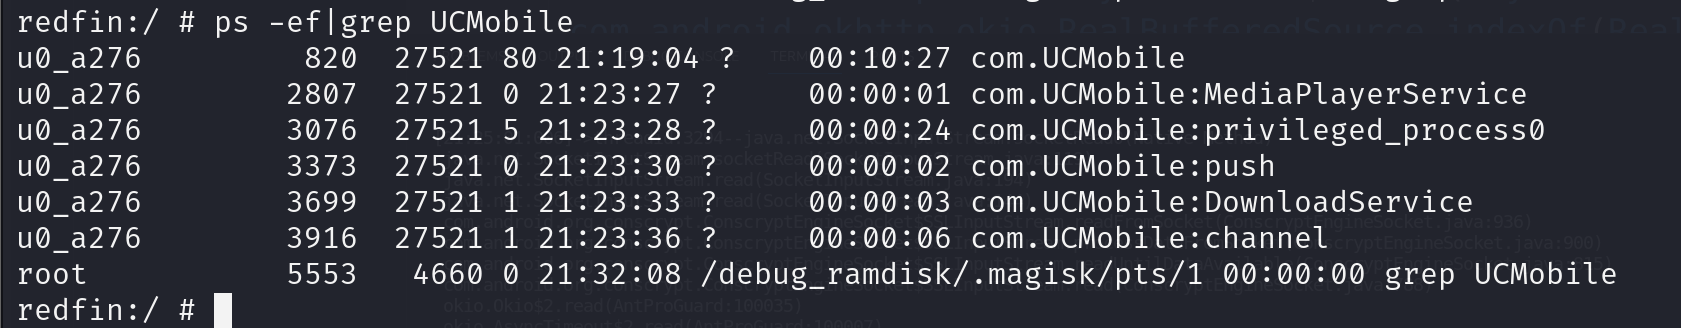 redfin:/ # ps -ef|grep UCMobile
u0_a276 820 27521 80 21:19:04 ? 00:10:27 com.UCMobile
u0_a276 2807 27521 0 21:23:27 ? 00:00:01 com.UCMobile:MediaPlayerService
u0_a276 3076 27521 5 21:23:28 ? 00:00:24 com.UCMobile:privileged_process0
u0_a276 3373 27521 0 21:23:30 ? 00:00:02 com.UCMobile:push
u0_a276 3699 27521 1 21:23:33 ? 00:00:03 com.UCMobile:DownloadService
u0_a276 3916 27521 1 21:23:36 ? 00:00:06 com.UCMobile:channel
root 5553 4660 0 21:32:08 /debug_ramdisk/.magisk/pts/1 00:00:00 grep UCMobile
redfin:/ #